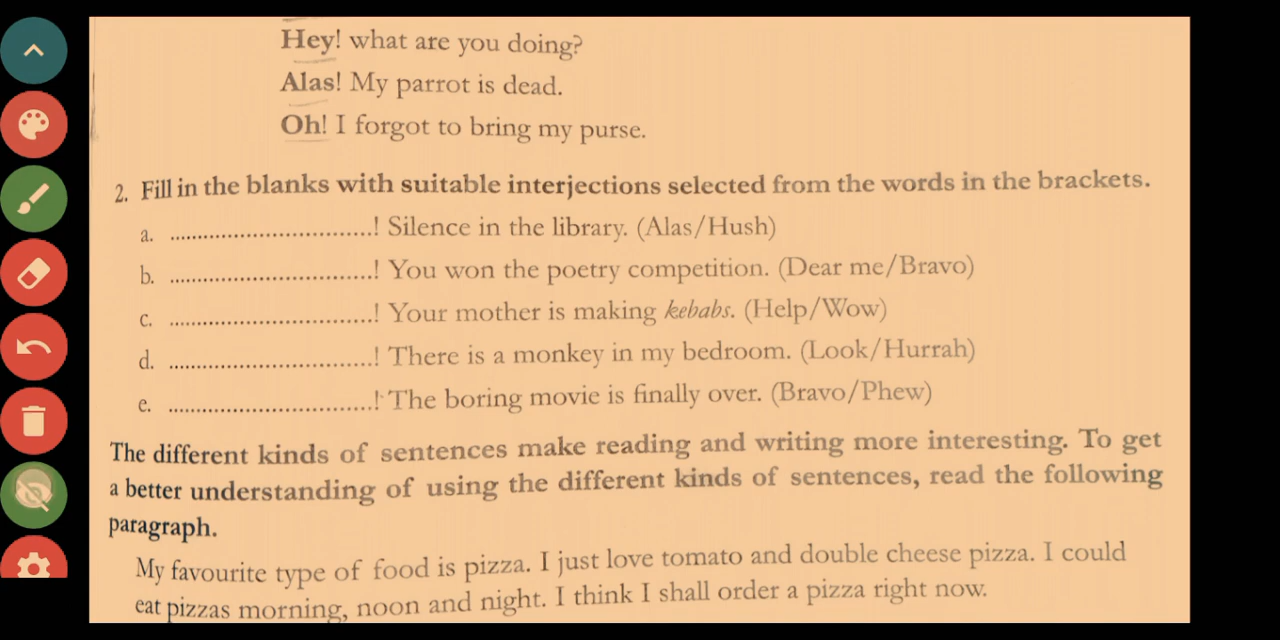 Hey! what are you doing?
Alas! My parrot is dead.
Oh! I forgot to bring my purse.
2. Fill in the blanks with suitable interjections selected from the words in the brackets.
a. ................................! Silence in the library. (Alas/Hush)
b. ................................! You won the poetry competition. (Dear me/Bravo)
c. ................................! Your mother is making kebabs. (Help/Wow)
d. ................................! There is a monkey in my bedroom. (Look/Hurrah)
e. ................................! The boring movie is finally over. (Bravo/Phew)
The different kinds of sentences make reading and writing more interesting. To get
a better understanding of using the different kinds of sentences, read the following
paragraph.
My favourite type of food is pizza. I just love tomato and double cheese pizza. I could
eat pizzas morning, noon and night. I think I shall order a pizza right now.